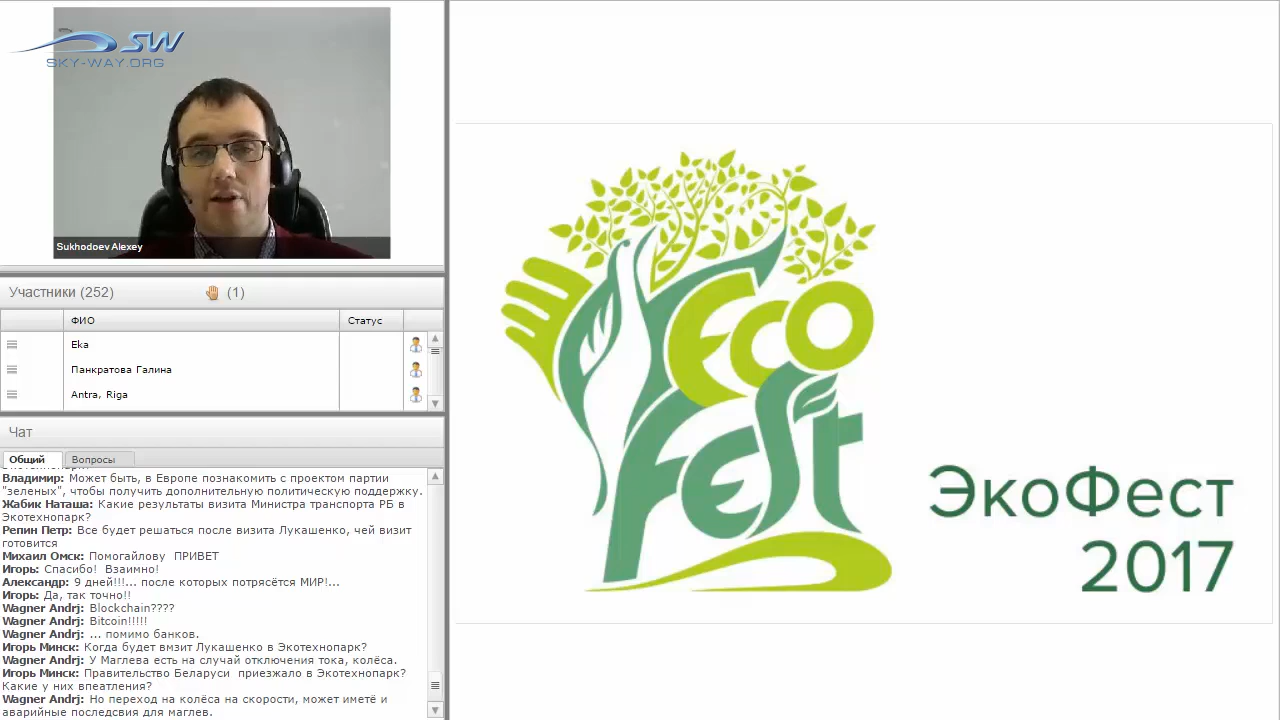 SW
SKY-WAY.ORG
Sukhodoev Alexey
Участники (252)
(1)
ФИО
Статус
Eka
Панкратова Галина
Antra, Riga
Чат
Общий
Вопросы
Владимир: Может быть, в Европе познакомить с проектом партии
"зеленых", чтобы получить дополнительную политическую поддержку.
Жабик Наташа: Какие результаты визита Министра транспорта РБ в
Экотехнопарк?
Репин Петр: Все будет решаться после визита Лукашенко, чей визит
готовится
Михаил Омск: Помогайлову ПРИВЕТ
Игорь: Спасибо! Взаимно!
Александр: 9 дней!!!... после которых потрясётся МИР!...
Игорь: Да, так точно!!
Wagner Andrj: Blockchain????
Wagner Andrj: Bitcoin!!!!!
Wagner Andrj: ... помимо банков.
Игорь Минск: Когда будет вмзит Лукашенко в Экотехнопарк?
Wagner Andrj: У Маглева есть на случай отключения тока, колёса.
Игорь Минск: Правительство Беларуси приезжало в Экотехнопарк?
Какие у них впеатления?
Wagner Andrj: Но переход на колёса на скорости, может иметё и
аварийные последсвия для маглев.
Eco
Fest
ЭкоФест
2017